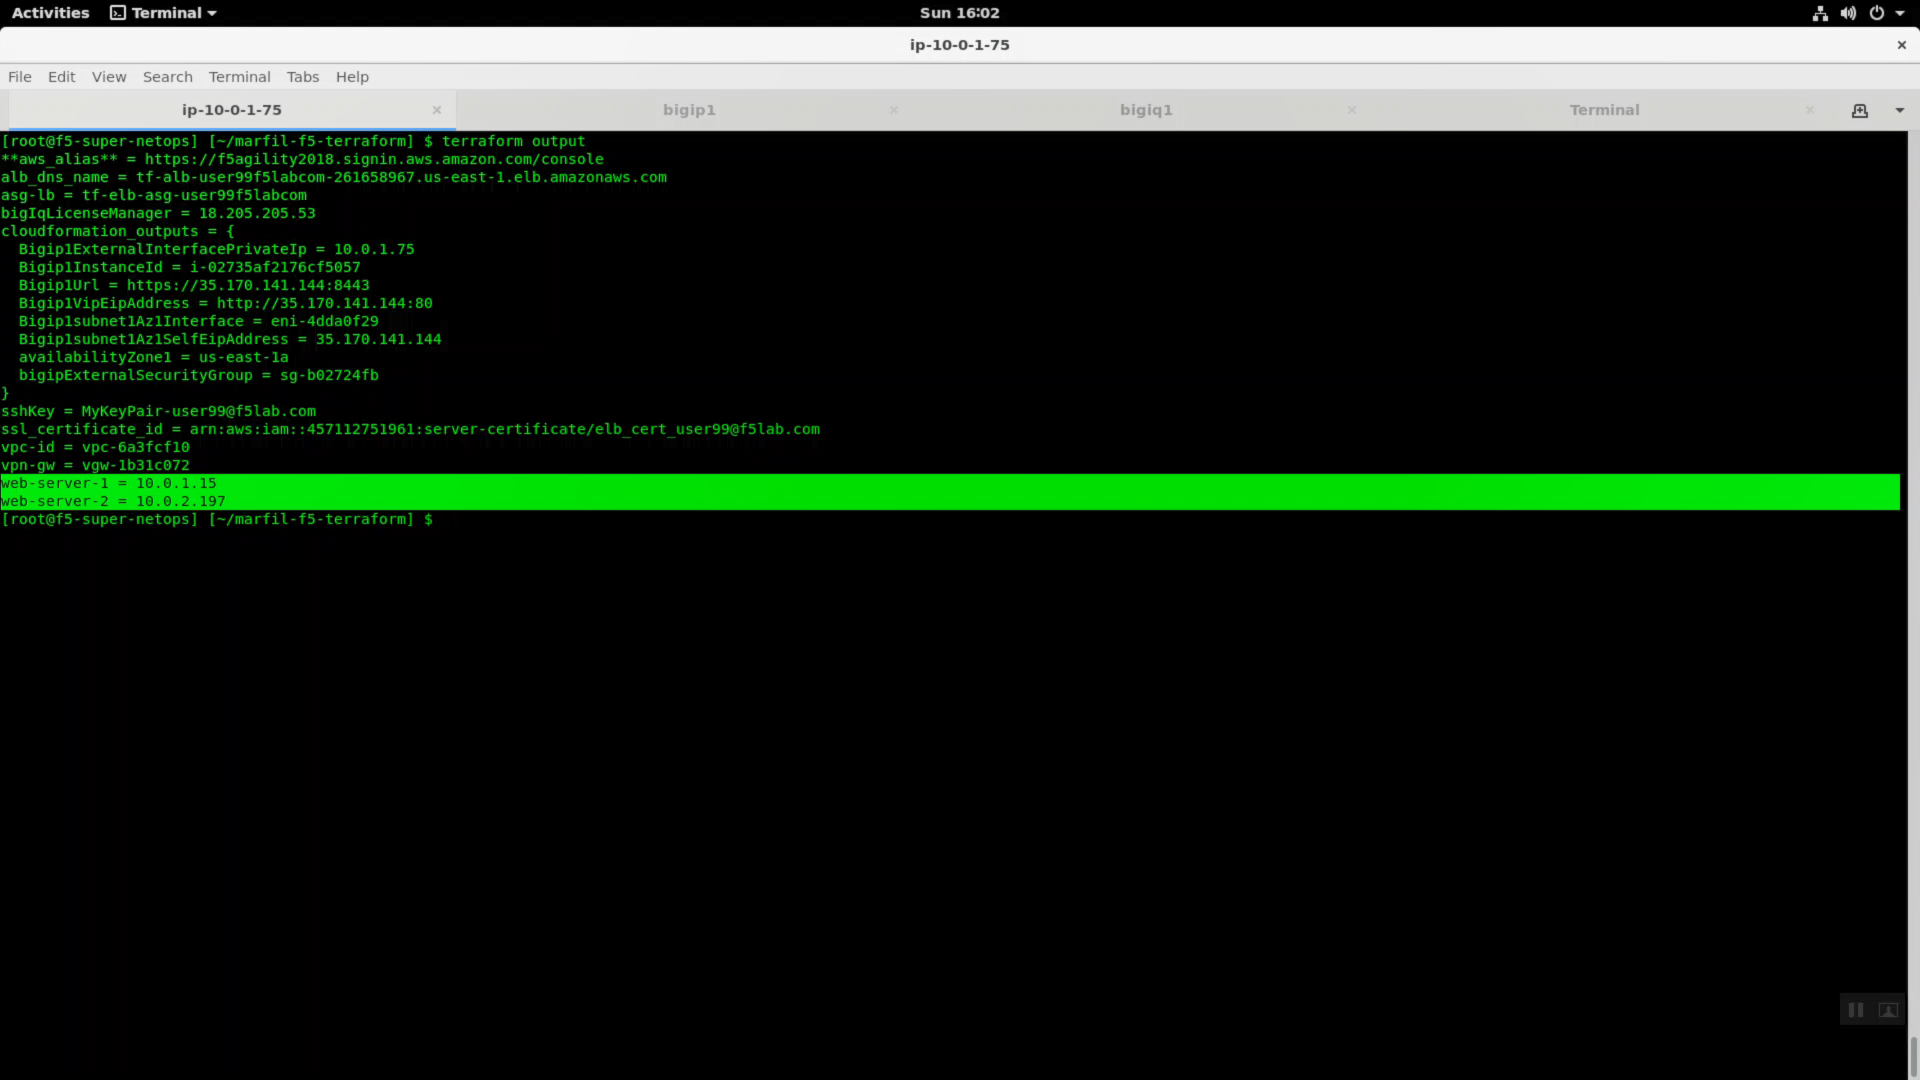 Activities Terminal Sun 16:02
ip-10-0-1-75
File Edit View Search Terminal Tabs Help
ip-10-0-1-75 bigip1 bigiq1 Terminal
[root@f5-super-netops] [~/marfil-f5-terraform] $ terraform output
**aws_alias** = https://f5agility2018.signin.aws.amazon.com/console
alb_dns_name = tf-alb-user99f5labcom-261658967.us-east-1.elb.amazonaws.com
asg-lb = tf-elb-asg-user99f5labcom
bigIqLicenseManager = 18.205.205.53
cloudformation_outputs = {
  Bigip1ExternalInterfacePrivateIp = 10.0.1.75
  Bigip1InstanceId = i-02735af2176cf5057
  Bigip1Url = https://35.170.141.144:8443
  Bigip1VipEipAddress = http://35.170.141.144:80
  Bigip1subnet1Az1Interface = eni-4dda0f29
  Bigip1subnet1Az1SelfEipAddress = 35.170.141.144
  availabilityZone1 = us-east-1a
  bigipExternalSecurityGroup = sg-b02724fb
}
sshKey = MyKeyPair-user99@f5lab.com
ssl_certificate_id = arn:aws:iam::457112751961:server-certificate/elb_cert_user99@f5lab.com
vpc-id = vpc-6a3fcf10
vpn-gw = vgw-1b31c072
web-server-1 = 10.0.1.15
web-server-2 = 10.0.2.197
[root@f5-super-netops] [~/marfil-f5-terraform] $